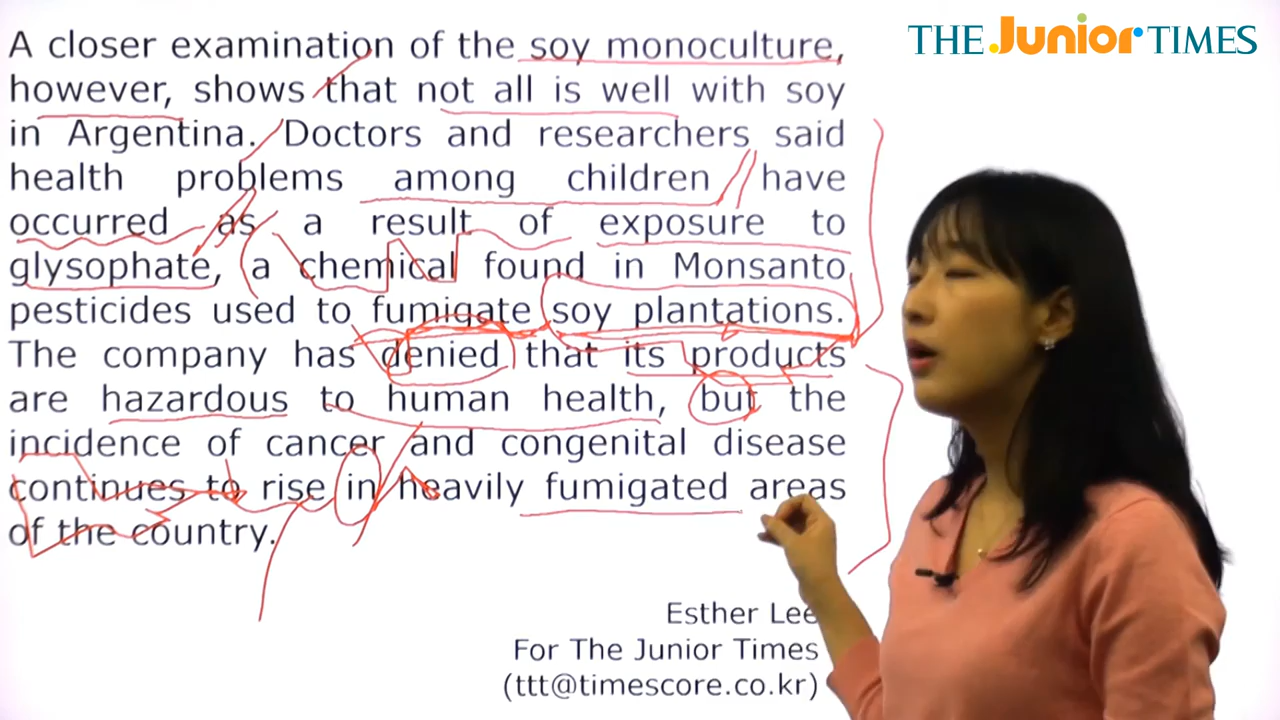 THE Junior TIMES
A closer examination of the soy monoculture,
however, shows that not all is well with soy
in Argentina. Doctors and researchers said
health problems among children have
occurred as a result of exposure to
glysophate, a chemical found in Monsanto
pesticides used to fumigate soy plantations.
The company has denied that its products
are hazardous to human health, but the
incidence of cancer and congenital disease
continues to rise in heavily fumigated areas
of the country.
Esther Lee
For The Junior Times
(ttt@timescore.co.kr)